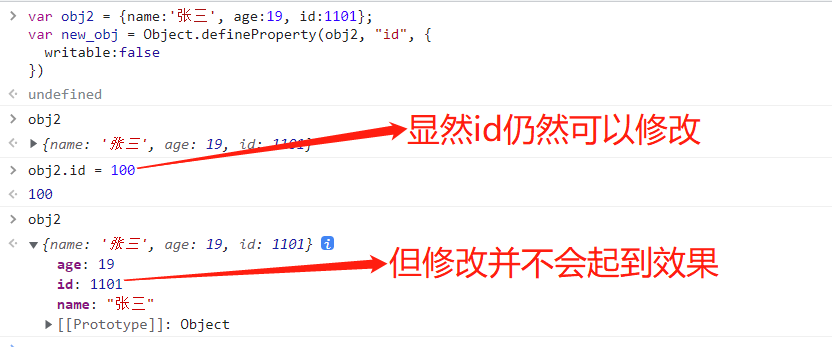 var obj2 = {name:'张三', age:19, id:1101};
var new_obj = Object.defineProperty(obj2, "id", {
writable:false
})
undefined
obj2
{name: '张三', age: 19, id: 1101}
显然id仍然可以修改
obj2.id = 100
100
obj2
{name: '张三', age: 19, id: 1101} i
age: 19
id: 1101
但修改并不会起到效果
name: "张三"
[[Prototype]]: Object